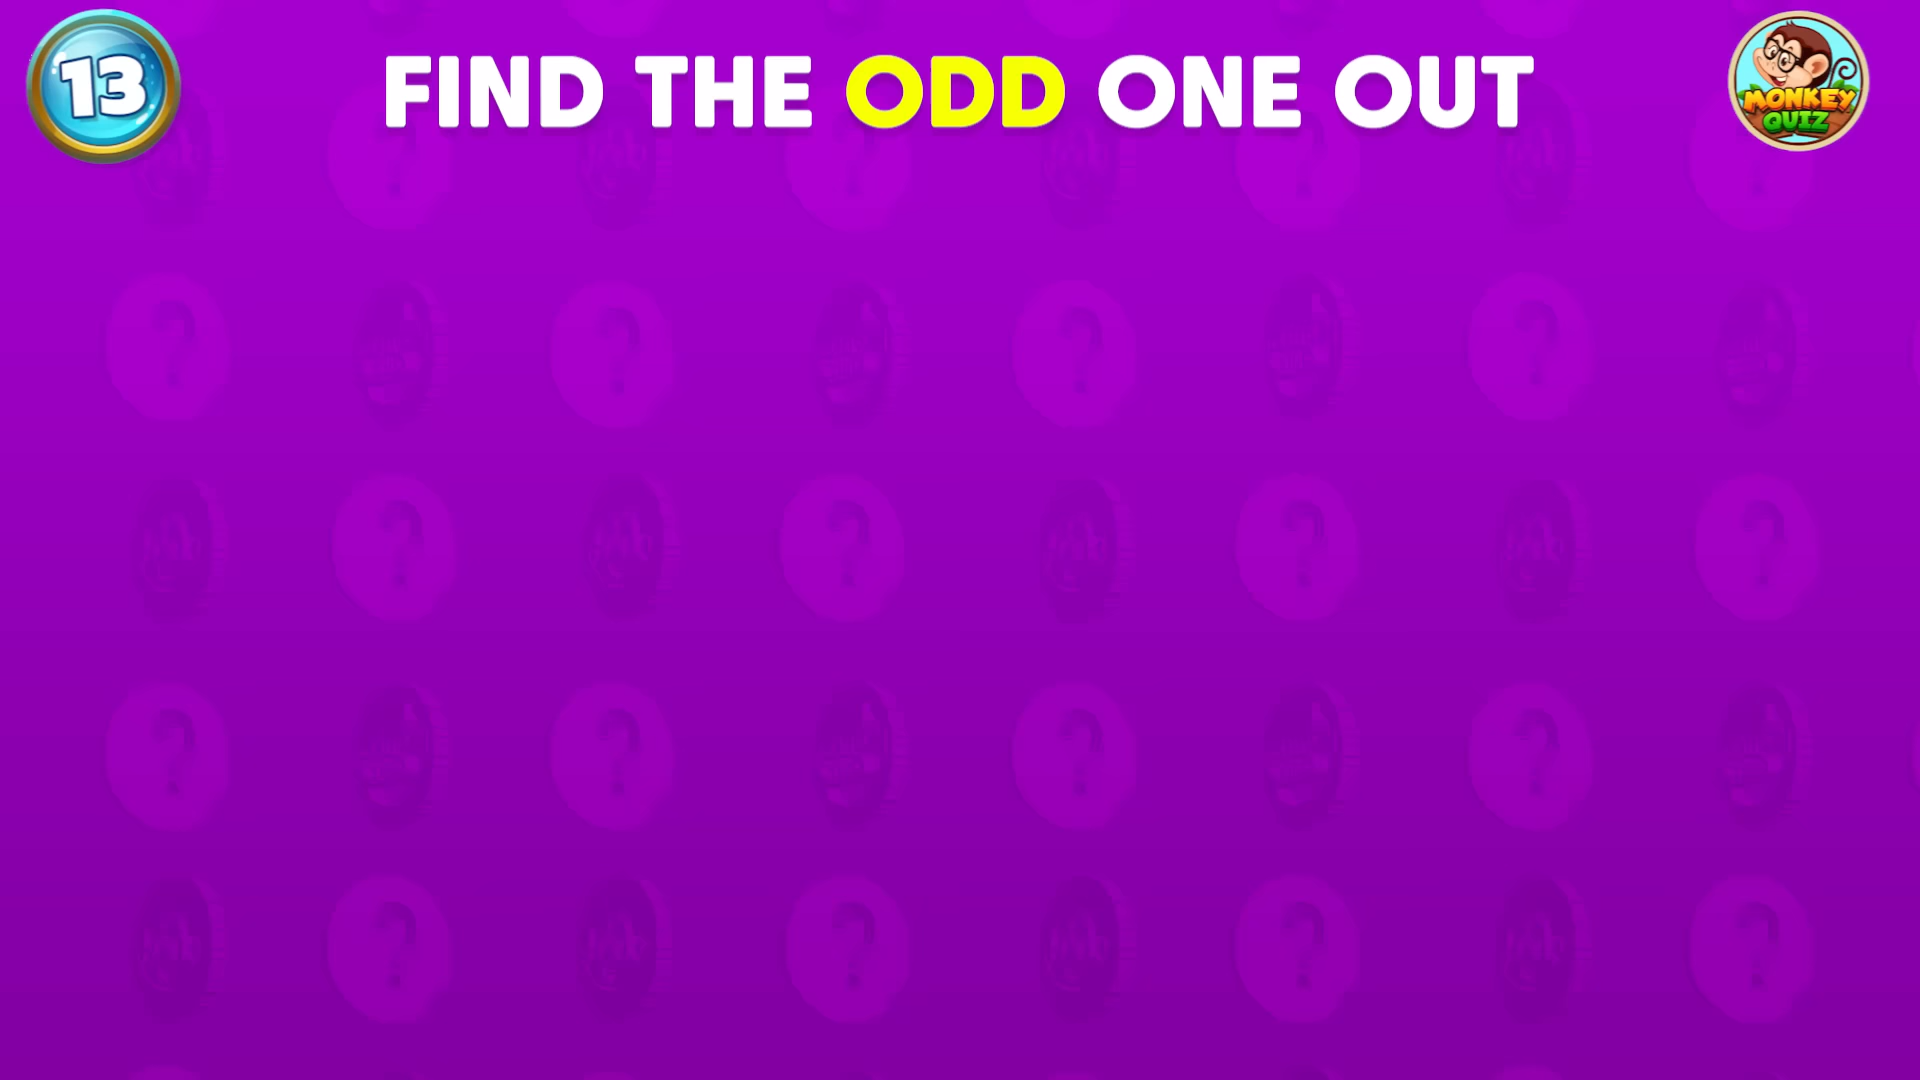 13
FIND THE ODD ONE OUT
MONKEY
QUIZ